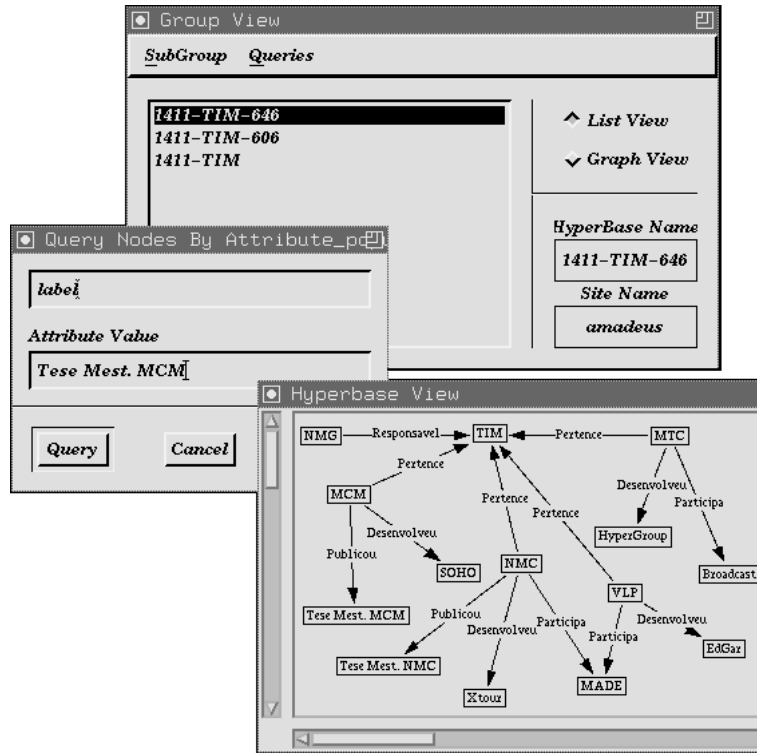 Group View
SubGroup Queries
1411-TIM-646
1411-TIM-606
1411-TIM
List View
Graph View
HyperBase Name
1411-TIM-646
Site Name
amadeus
Query Nodes By Attribute_po
label
Attribute Value
Tese Mest. MCM
Query Cancel
Hyperbase View
NMG Responsavel TIM Pertence MTC
Pertence
MCM
Desenvolveu
Pertence
Participa
Pertence
Desenvolveu
HyperGroup
Publicou
SOHO
NMC
Broadcast
VLP
Tese Mest. MCM
Publicou
Participa
Desenvolveu
Desenvolveu
Participa
EdGar
Tese Mest. NMC
MADE
Xtour